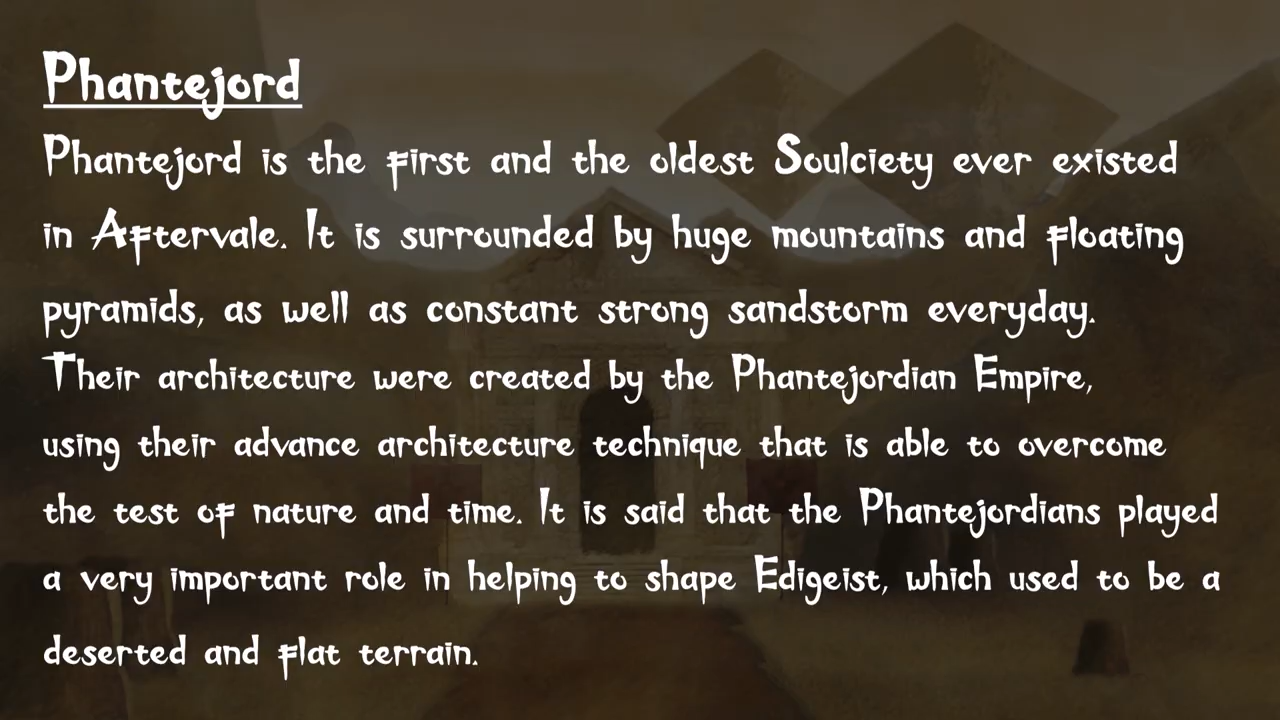 Phantejord
Phantejord is the first and the oldest Soulciety ever existed
in Aftervale. It is surrounded by huge mountains and floating
pyramids, as well as constant strong sandstorm everyday.
Their architecture were created by the Phantejordian Empire,
using their advance architecture technique that is able to overcome
the test of nature and time. It is said that the Phantejordians played
a very important role in helping to shape Edigeist, which used to be a
deserted and flat terrain.